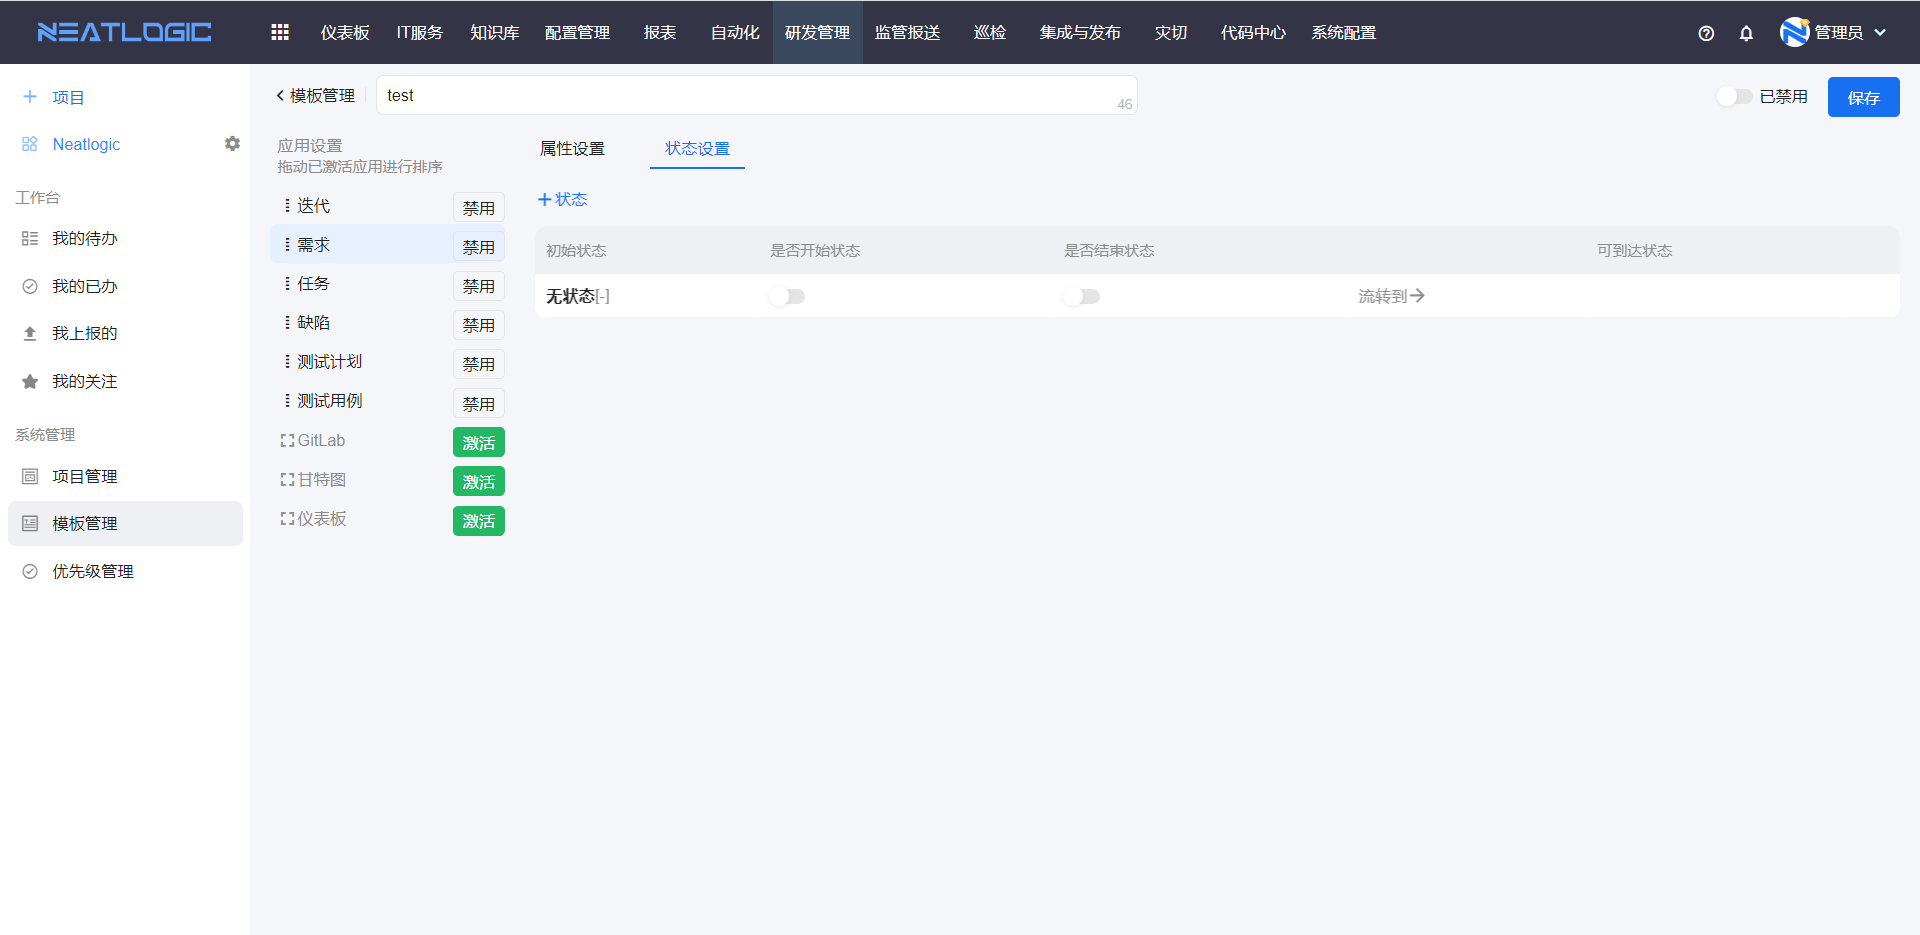 NEATLOGIC
仪表板
IT服务
知识库
配置管理
报表
自动化
研发管理
监管报送
巡检
集成与发布
灾切
代码中心
系统配置
管理员
项目
Neatlogic
工作台
我的待办
我的已办
我上报的
我的关注
系统管理
项目管理
模板管理
优先级管理
模板管理
test
46
已禁用
保存
应用设置
拖动已激活应用进行排序
迭代 禁用
需求 禁用
任务 禁用
缺陷 禁用
测试计划 禁用
测试用例 禁用
GitLab 激活
甘特图 激活
仪表板 激活
属性设置
状态设置
+状态
初始状态 是否开始状态 是否结束状态 可到达状态
无状态[-] 流转到→